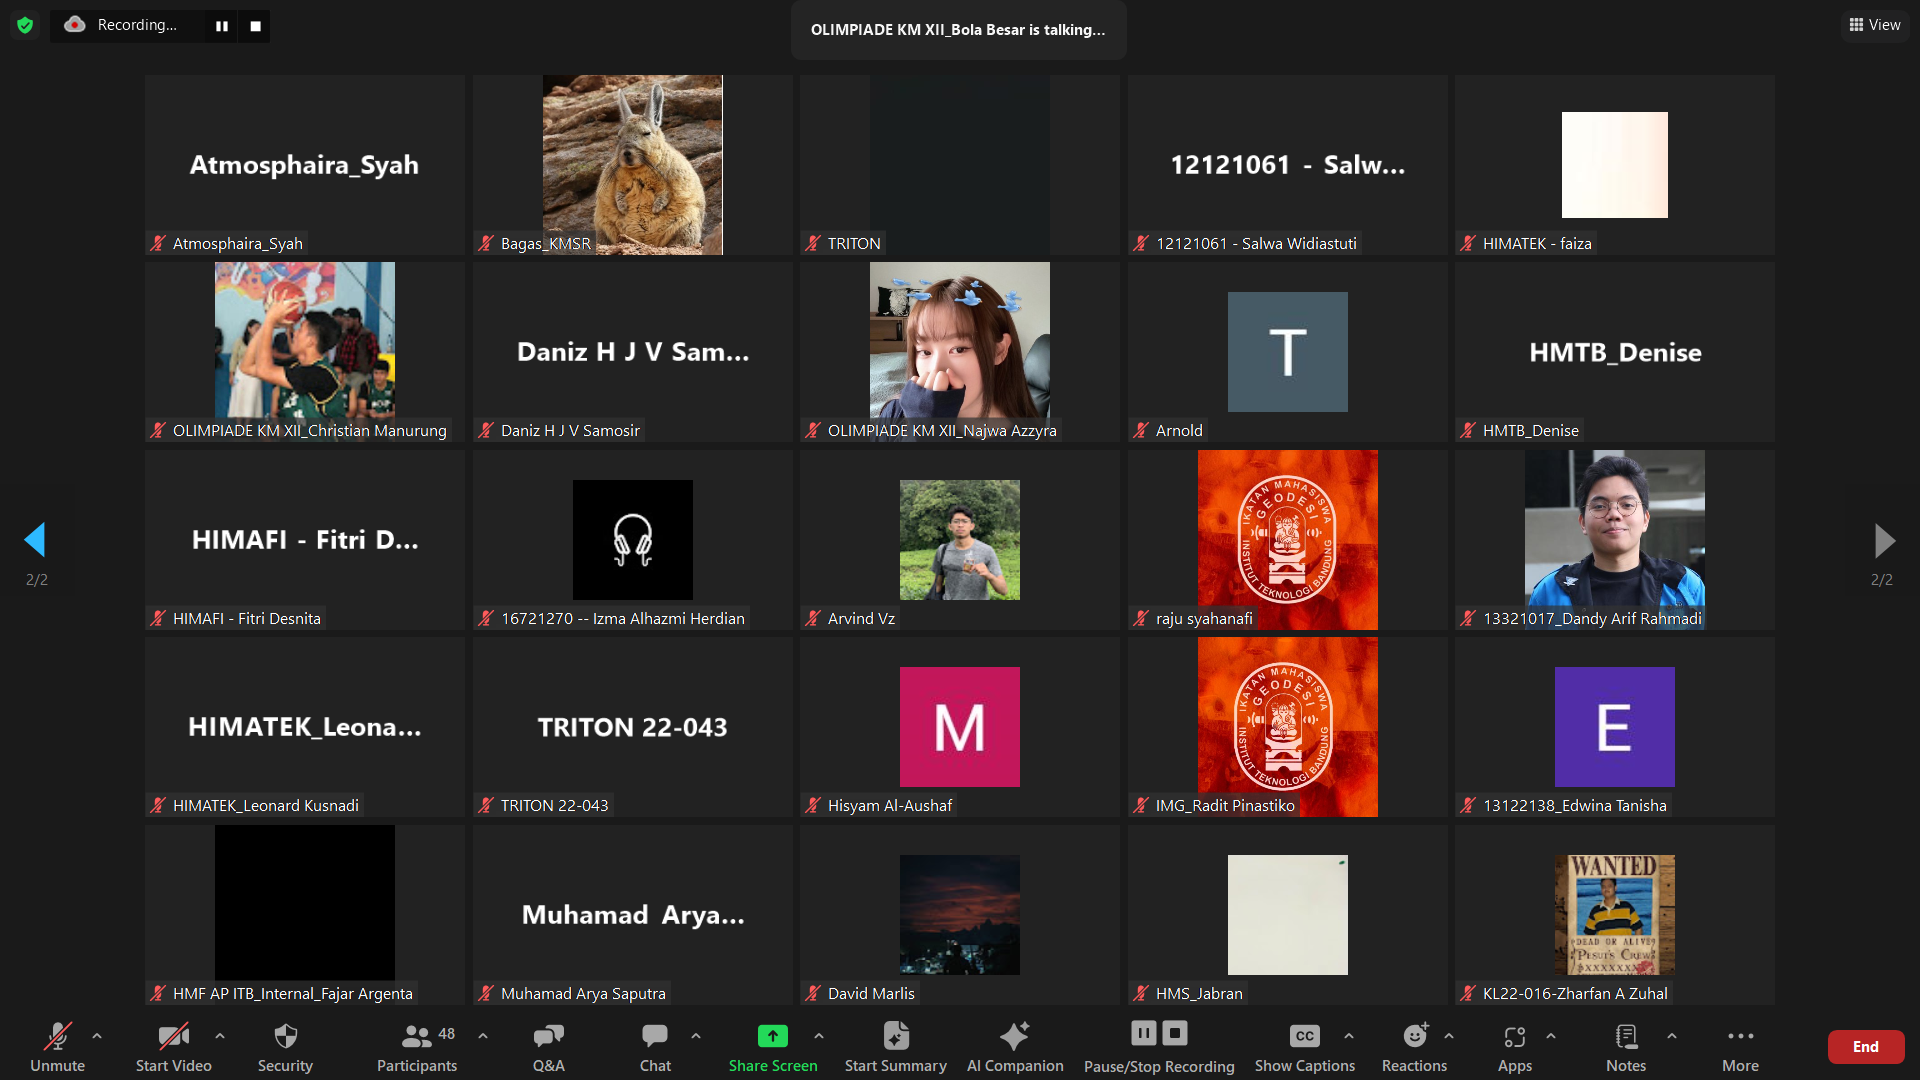 Recording...
OLIMPIADE KM XII_Bola Besar is talking...
View
Atmosphaira_Syah
12121061 - Salw...
Atmosphaira_Syah
Bagas_KMSR
TRITON
12121061 - Salwa Widiastuti
HIMATEK - faiza
Daniz H J V Sam...
T
HMTB_Denise
OLIMPIADE KM XII_Christian Manurung
Daniz H J V Samosir
OLIMPIADE KM XII_Najwa Azzyra
Arnold
HMTB_Denise
HIMAFI - Fitri D...
IKATAN MAHASISWA
GEODESI
INSTITUT TEKNOLOGI BANDUNG
2/2
2/2
HIMAFI - Fitri Desnita
16721270 -- Izma Alhazmi Herdian
Arvind Vz
raju syahanafi
13321017_Dandy Arif Rahmadi
HIMATEK_Leona...
TRITON 22-043
M
IKATAN MAHASISWA
GEODESI
INSTITUT TEKNOLOGI BANDUNG
E
HIMATEK_Leonard Kusnadi
TRITON 22-043
Hisyam Al-Aushaf
IMG_Radit Pinastiko
13122138_Edwina Tanisha
Muhamad Arya...
WANTED
DEAD OR ALIVE
PESUI'S CREW
HMF AP ITB_Internal_Fajar Argenta
Muhamad Arya Saputra
David Marlis
HMS_Jabran
KL22-016-Zharfan A Zuhal
Unmute
Start Video
Security
48
Participants
Q&A
Chat
Share Screen
Start Summary
AI Companion
Pause/Stop Recording
CC
Show Captions
Reactions
Apps
Notes
More
End